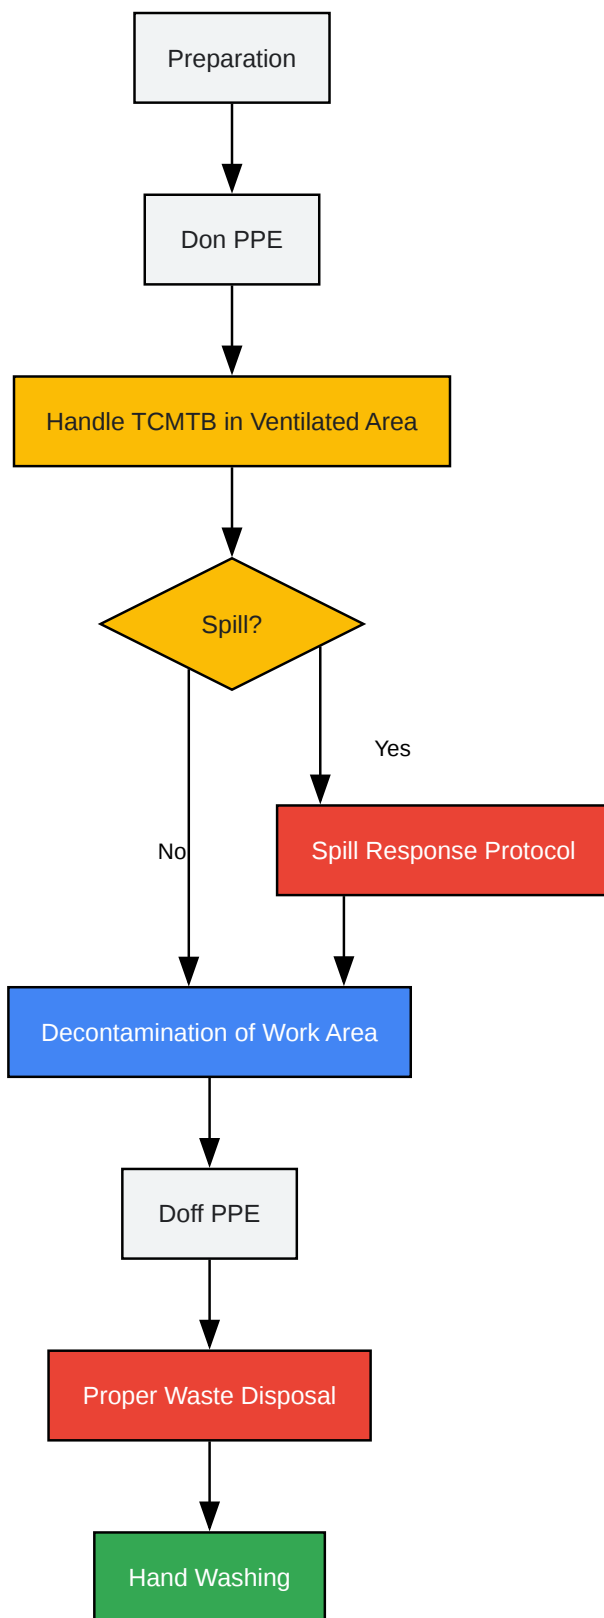 Preparation
Don PPE
Handle TCMTB in Ventilated Area
Spill?
Yes
No
Spill Response Protocol
Decontamination of Work Area
Doff PPE
Proper Waste Disposal
Hand Washing